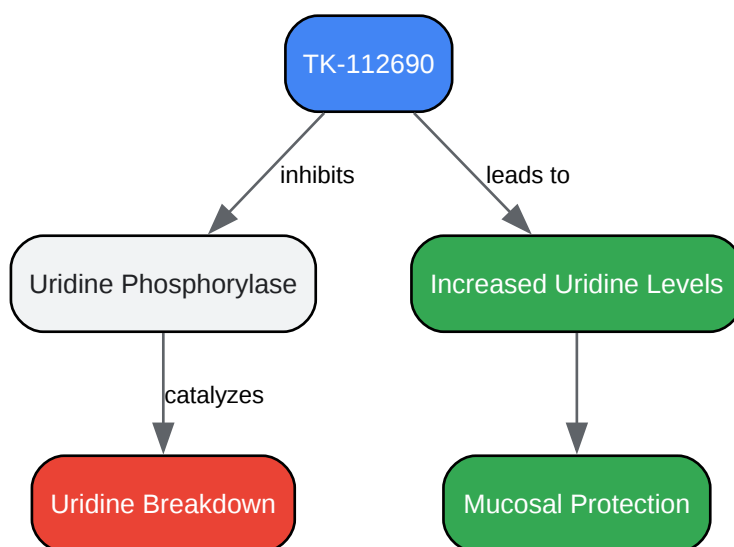 TK-112690
inhibits
leads to
Uridine Phosphorylase
Increased Uridine Levels
catalyzes
Uridine Breakdown
Mucosal Protection